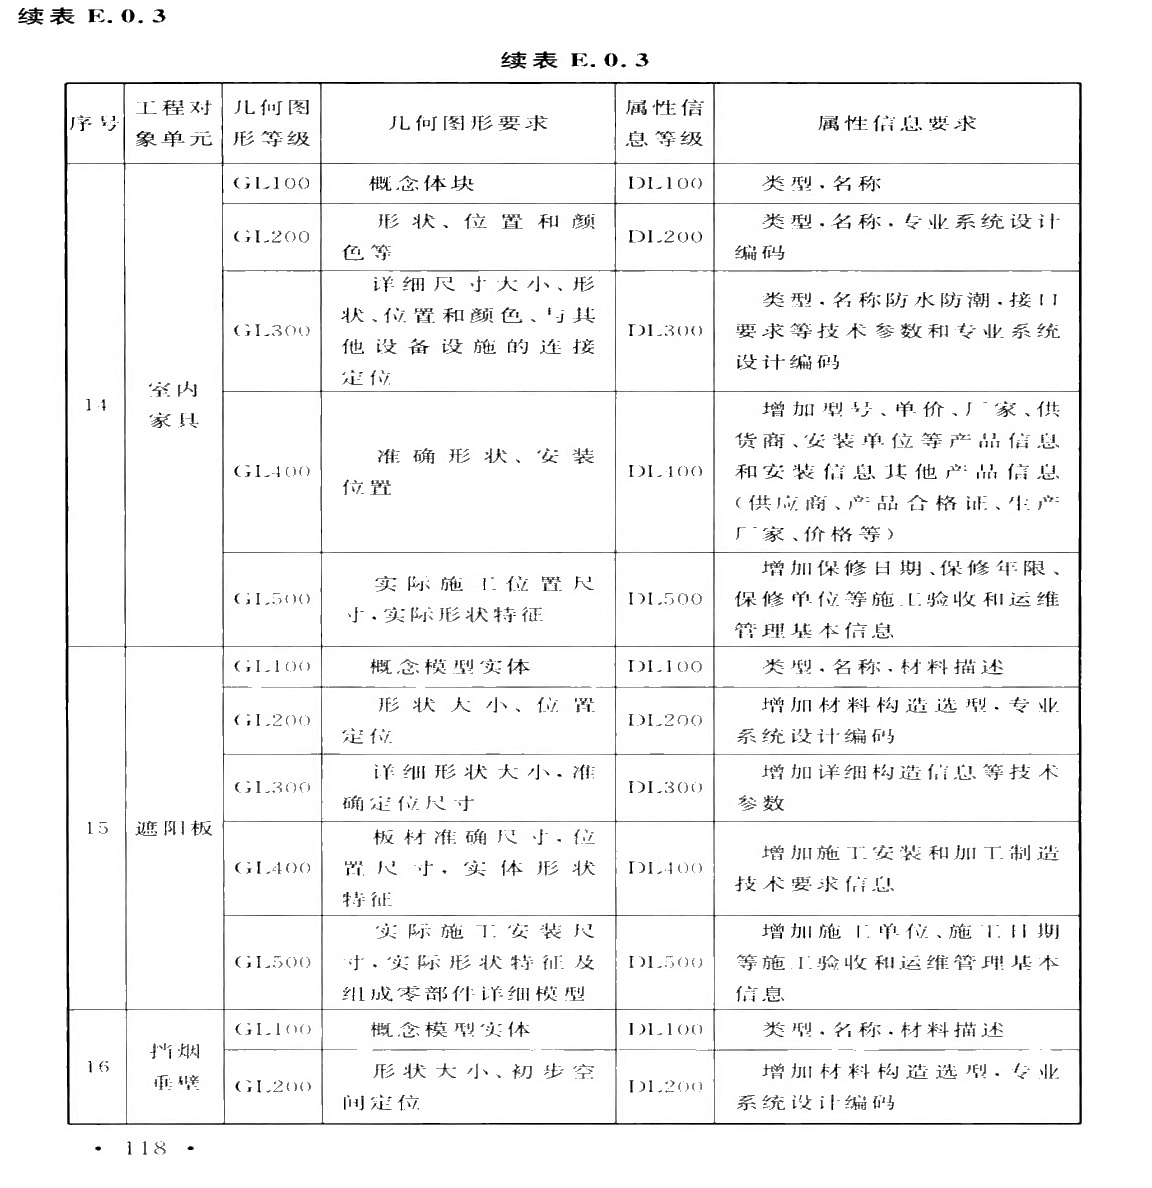 续表 E.0.3
续表 E.0.3
序号
工程对
象单元
几何图
形等级
几何图形要求
属性信
息等级
属性信息要求
14
室内
家具
GL100
概念体块
DL100
类型,名称
GL200
形状、位置和颜
色等
DL200
类型,名称,专业系统设计
编码
GL300
详细尺寸大小、形
状、位置和颜色、与其
他设备设施的连接
定位
DL300
类型,名称防水防潮,接口
要求等技术参数和专业系统
设计编码
GL400
准确形状、安装
位置
DL400
增加型号、单价、厂家、供
货商、安装单位等产品信息
和安装信息其他产品信息
(供应商、产品合格证、生产
厂家、价格等)
GL500
实际施工位置尺
寸,实际形状特征
DL500
增加保修日期、保修年限、
保修单位等施工验收和运维
管理基本信息
15
遮阳板
GL100
概念模型实体
DL100
类型,名称,材料描述
GL200
形状大小、位置
定位
DL200
增加材料构造选型,专业
系统设计编码
GL300
详细形状大小,准
确定位尺寸
DL300
增加详细构造信息等技术
参数
GL400
板材准确尺寸,位
置尺寸,实体形状
特征
DL400
增加施工安装和加工制造
技术要求信息
GL500
实际施工安装尺
寸,实际形状特征及
组成零部件详细模型
DL500
增加施工单位、施工日期
等施工验收和运维管理基本
信息
16
挡烟
垂壁
GL100
概念模型实体
DL100
类型,名称,材料描述
GL200
形状大小、初步空
间定位
DL200
增加材料构造选型,专业
系统设计编码
· 118 ·